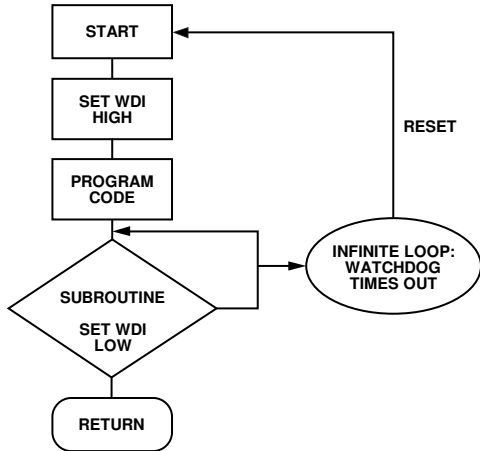 START
SET WDI
HIGH
RESET
PROGRAM
CODE
INFINITE LOOP:
WATCHDOG
TIMES OUT
SUBROUTINE
SET WDI
LOW
RETURN